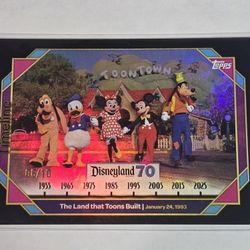 TOONTOWN
Topps
Disneyland 70
1955 1965 1975 1985 1995 2005 2015 2025
The Land that Toons Built | January 24, 1993